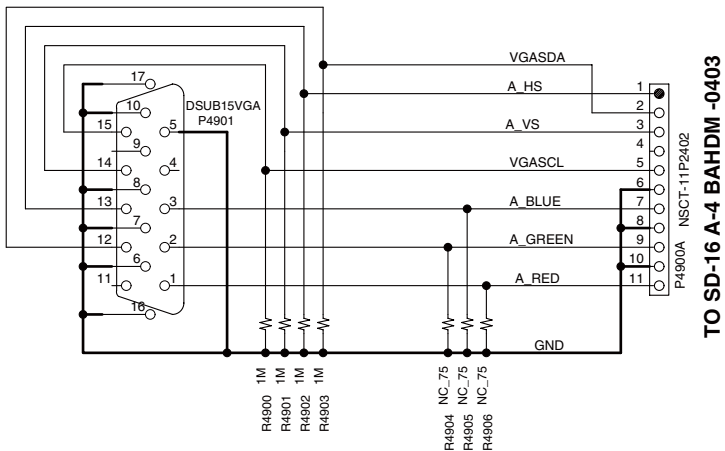 VGASDA
A_HS
A_VS
VGASCL
A_BLUE
A_GREEN
A_RED
GND
DSUB15VGA
P4901
17
10
15
5
9
14
4
8
13
3
7
12
2
6
11
1
16
1
2
3
4
5
6
7
8
9
10
11
NSCT-11P2402
P4900A
TO SD-16 A-4 BAHDM -0403
R4900 1M
R4901 1M
R4902 1M
R4903 1M
R4904 NC_75
R4905 NC_75
R4906 NC_75